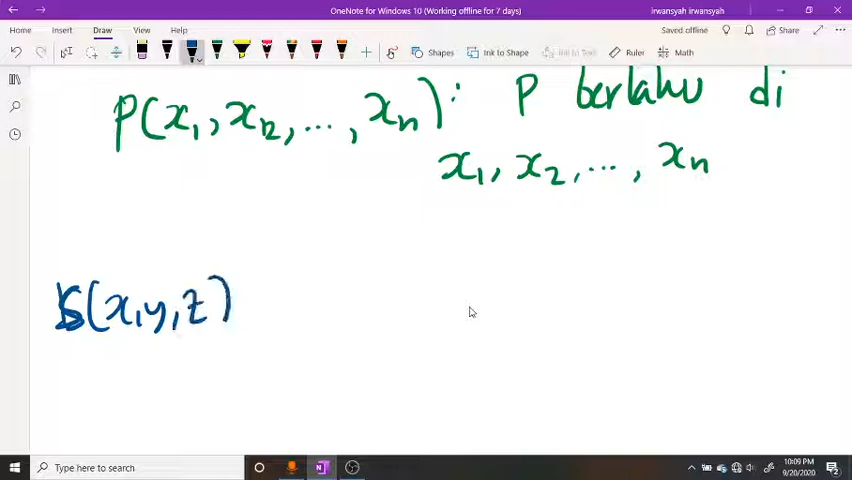 OneNote for Windows 10 (Working offline for 7 days)
irwansyah irwansyah
Home Insert Draw View Help
Saved offline Share
Shapes Ink to Shape Ink to Text Ruler Math
P(x₁, x₂, ..., xₙ): P berlaku di
x₁, x₂, ..., xₙ
(x, y, z)
Type here to search
10:09 PM
9/20/2020
2